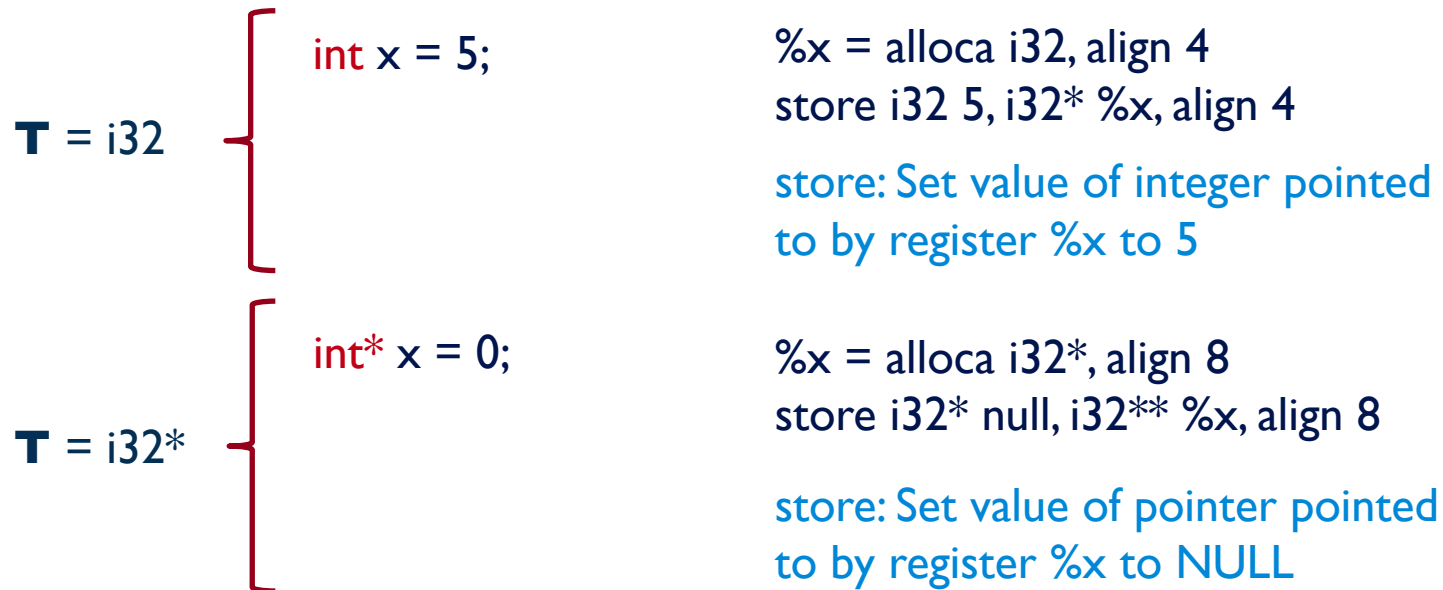 int x = 5;
%x = alloca i32, align 4
store i32 5, i32* %x, align 4
T = i32
store: Set value of integer pointed
to by register %x to 5
int* x = 0;
%x = alloca i32*, align 8
store i32* null, i32** %x, align 8
T = i32*
store: Set value of pointer pointed
to by register %x to NULL